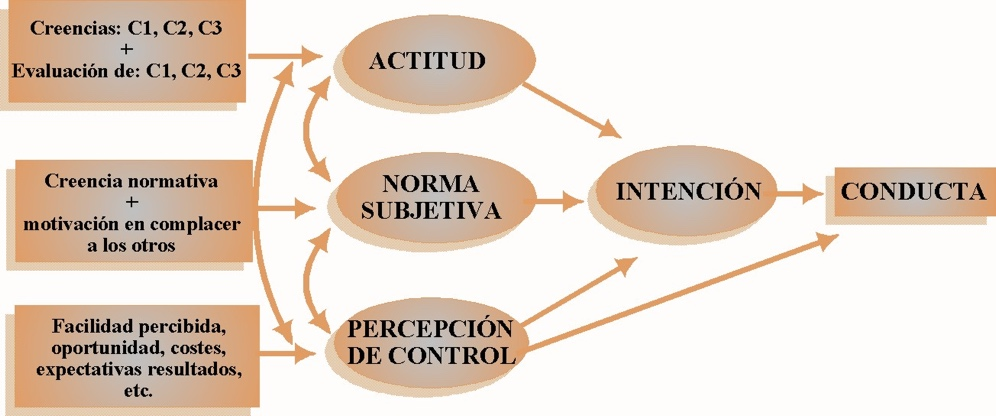 Creencias: C1, C2, C3
+
Evaluación de: C1, C2, C3
ACTITUD
Creencia normativa
+
motivación en complacer
a los otros
NORMA
SUBJETIVA
INTENCIÓN
CONDUCTA
Facilidad percibida,
oportunidad, costes,
expectativas resultados,
etc.
PERCEPCIÓN
DE CONTROL